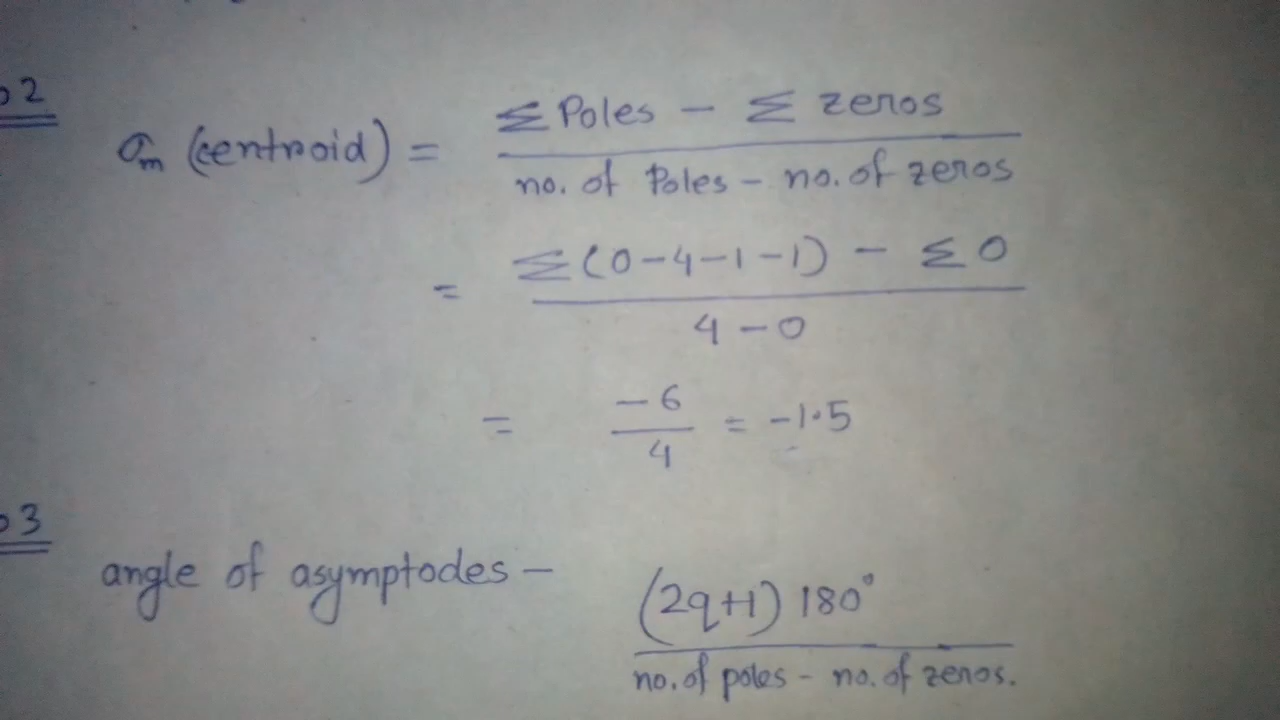 2
σm (centroid) = Σ Poles - Σ zeros / no. of Poles - no. of zeros
= Σ(0-4-1-1) - Σ 0 / 4 - 0
= -6 / 4 = -1.5
3
angle of asymptodes - (2q+1) 180° / no. of poles - no. of zeros.